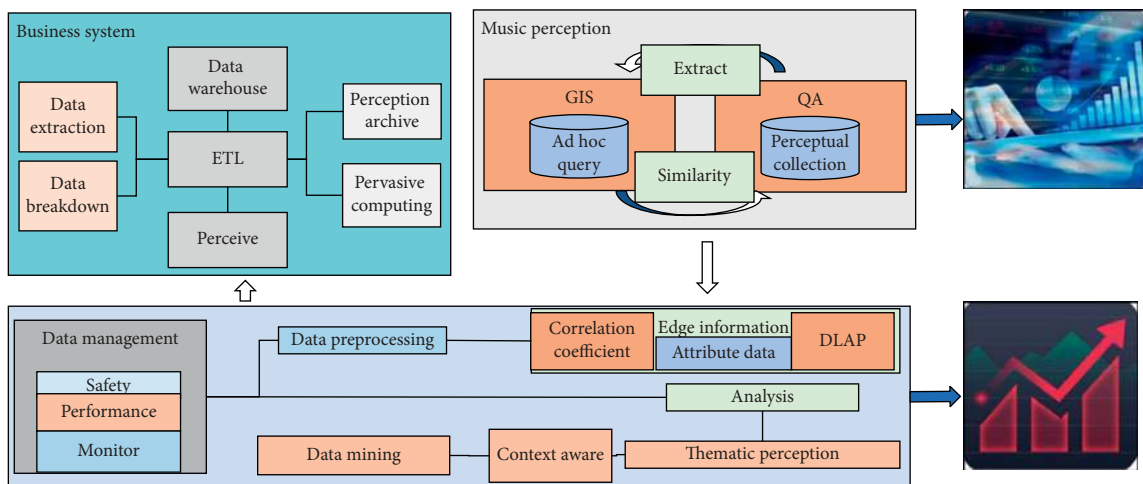 Business system
Data
warehouse
Data
extraction
ETL
Data
breakdown
Perceive
Perception
archive
Pervasive
computing
Music perception
Extract
GIS
QA
Ad hoc
query
Perceptual
collection
Similarity
Data management
Safety
Performance
Monitor
Data preprocessing
Correlation
coefficient
Edge information
Attribute data
DLAP
Analysis
Data mining
Context aware
Thematic perception